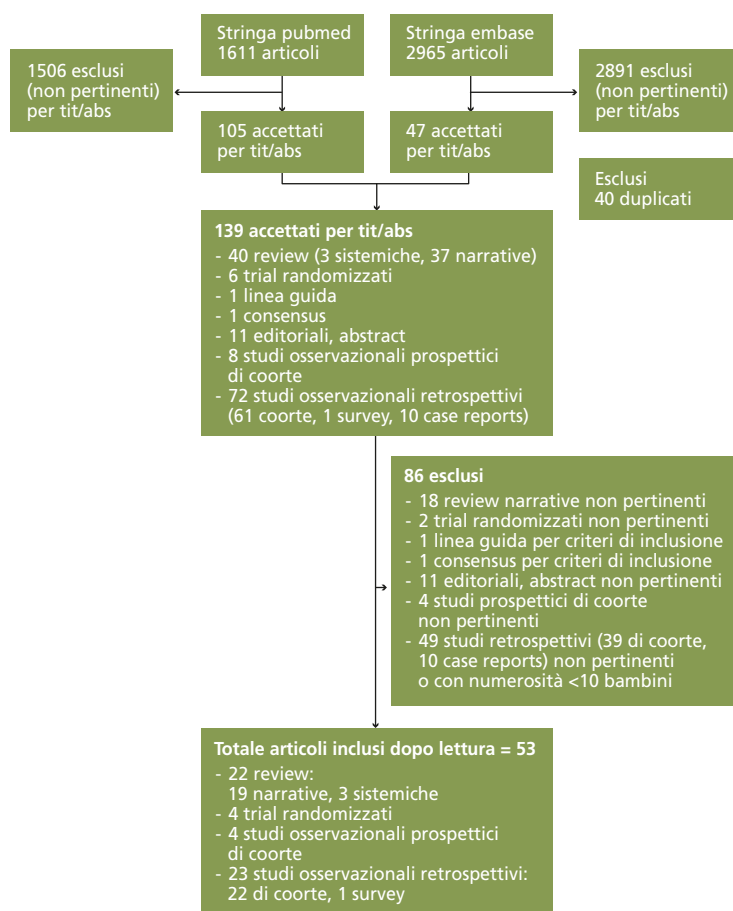 Stringa pubmed
1611 articoli
Stringa embase
2965 articoli
1506 esclusi
(non pertinenti)
per tit/abs
2891 esclusi
(non pertinenti)
per tit/abs
105 accettati
per tit/abs
47 accettati
per tit/abs
Esclusi
40 duplicati
139 accettati per tit/abs
- 40 review (3 sistemiche, 37 narrative)
- 6 trial randomizzati
- 1 linea guida
- 1 consensus
- 11 editoriali, abstract
- 8 studi osservazionali prospettici
di coorte
- 72 studi osservazionali retrospettivi
(61 coorte, 1 survey, 10 case reports)
86 esclusi
- 18 review narrative non pertinenti
- 2 trial randomizzati non pertinenti
- 1 linea guida per criteri di inclusione
- 1 consensus per criteri di inclusione
- 11 editoriali, abstract non pertinenti
- 4 studi prospettici di coorte
non pertinenti
- 49 studi retrospettivi (39 di coorte,
10 case reports) non pertinenti
o con numerosità <10 bambini
Totale articoli inclusi dopo lettura = 53
- 22 review:
19 narrative, 3 sistemiche
- 4 trial randomizzati
- 4 studi osservazionali prospettici
di coorte
- 23 studi osservazionali retrospettivi:
22 di coorte, 1 survey